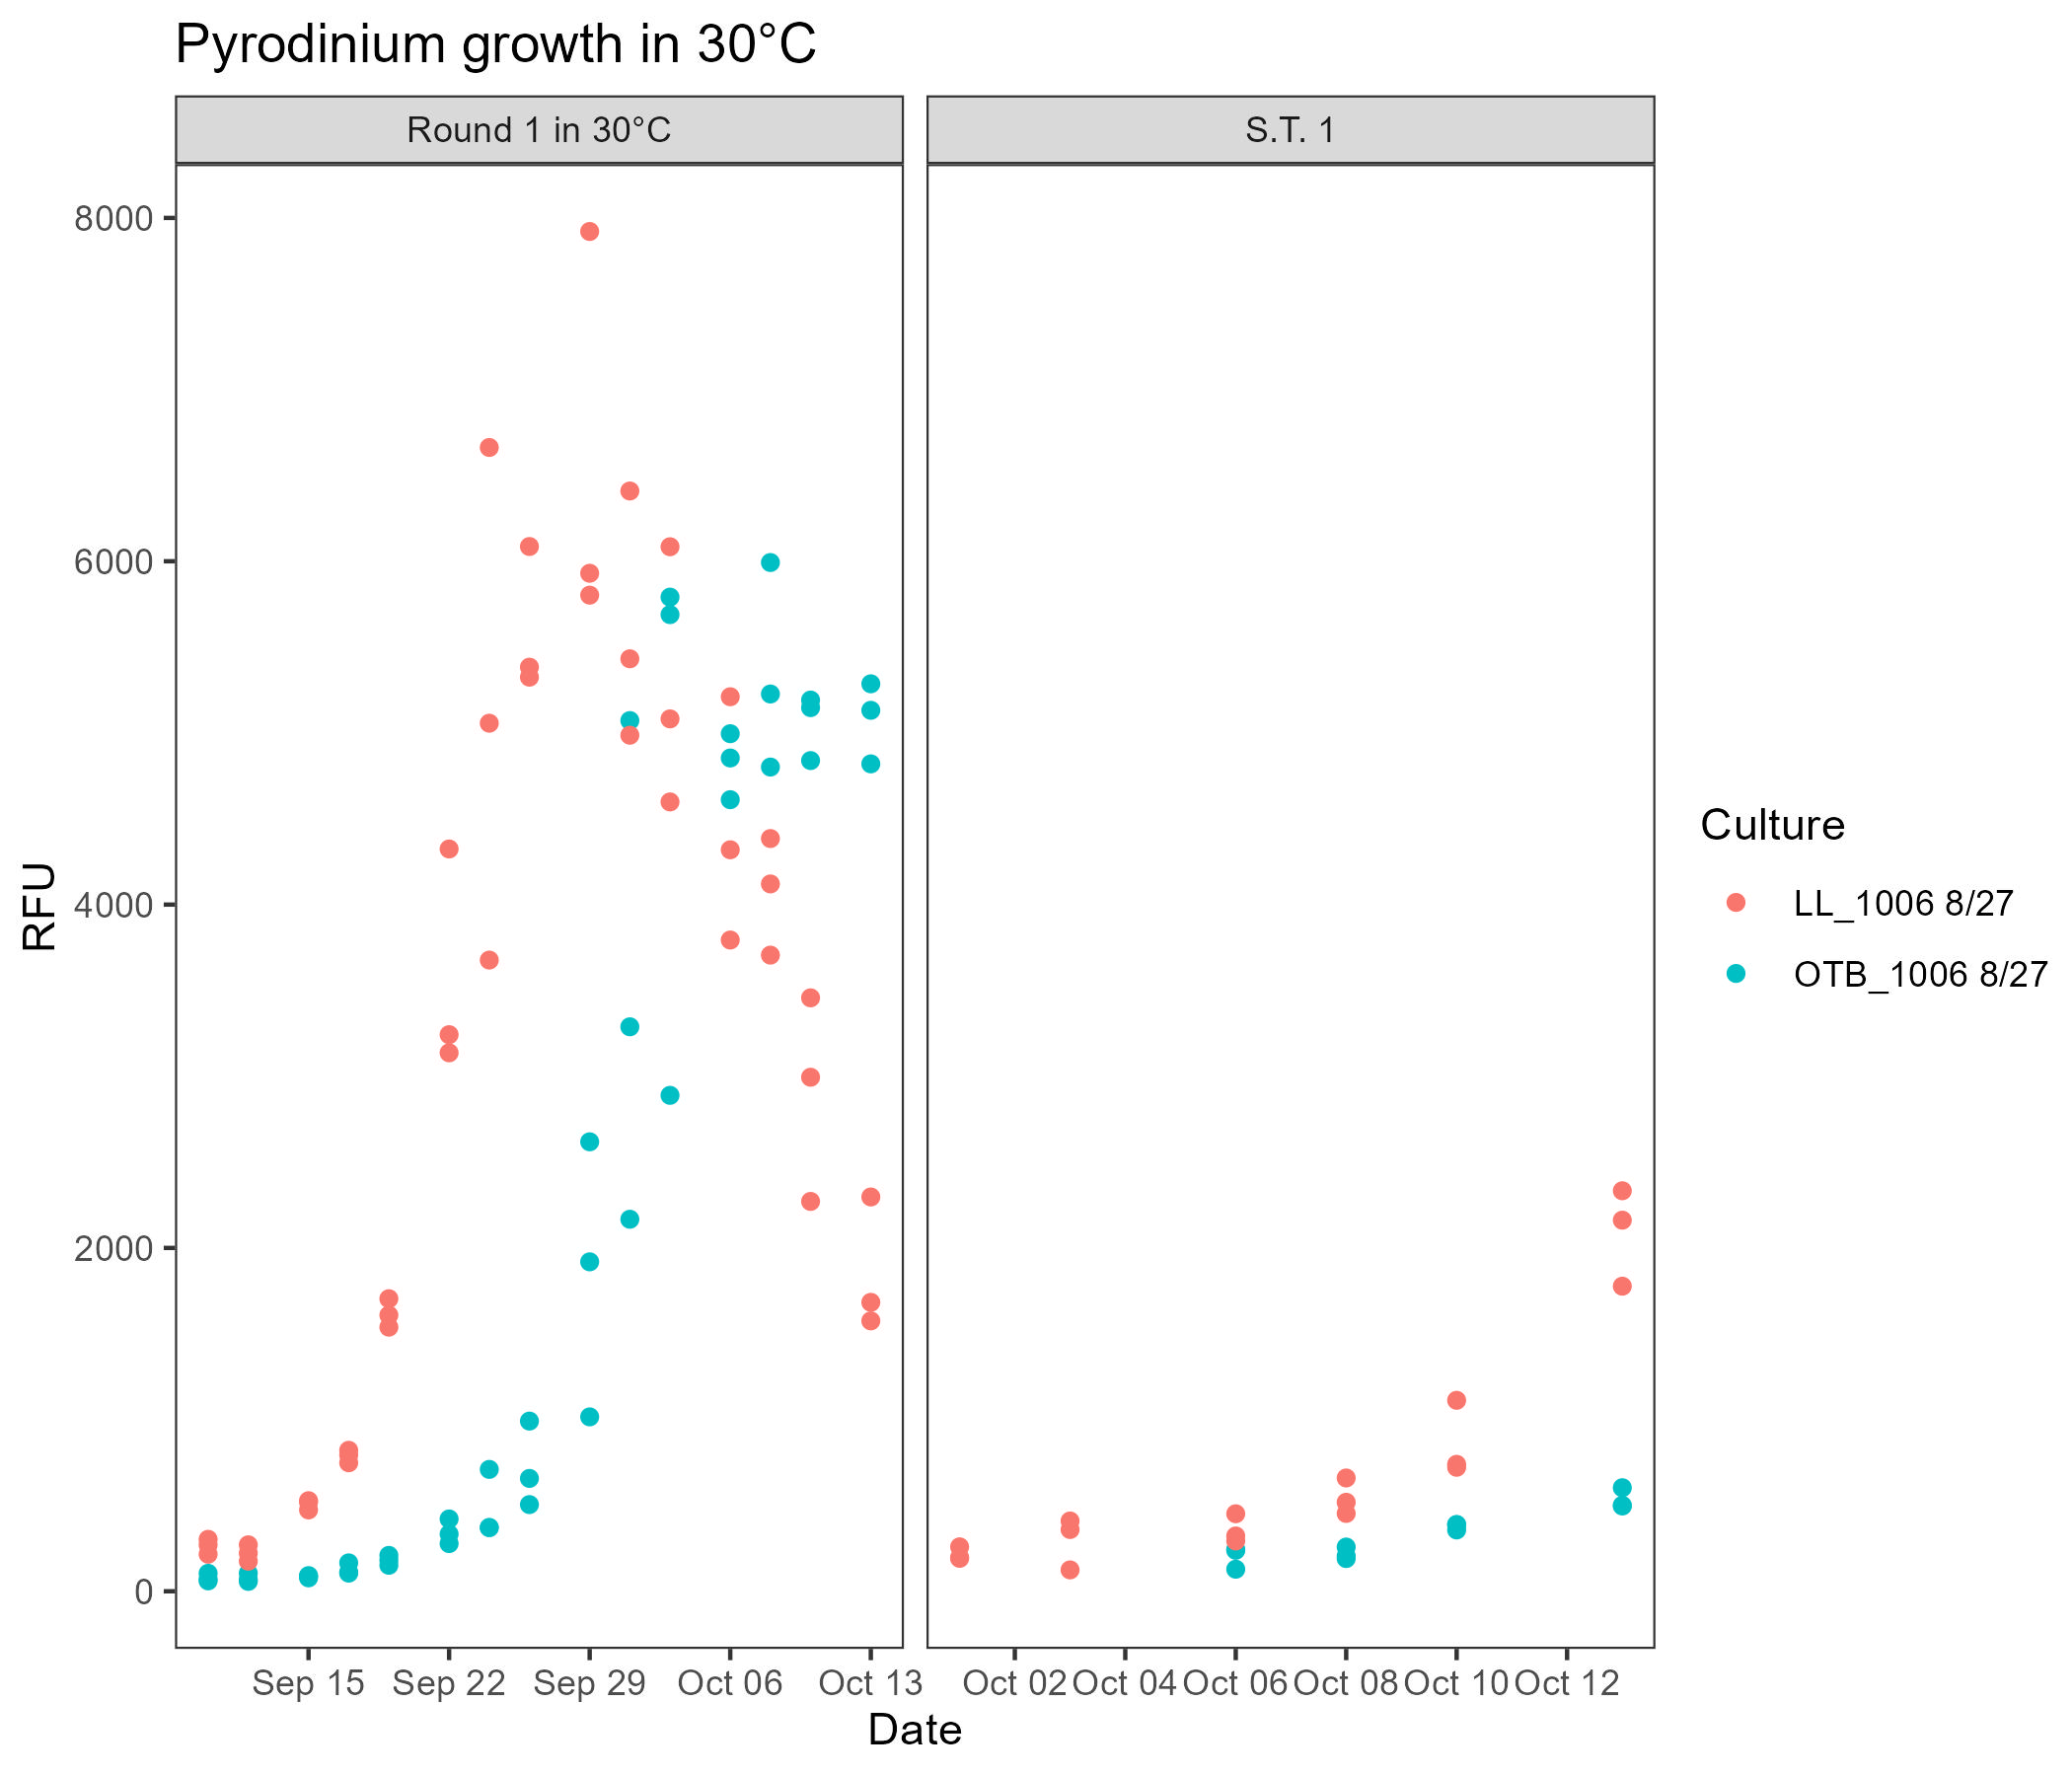 Pyrodinium growth in 30°C
Round 1 in 30°C
S.T. 1
RFU
8000
6000
4000
2000
0
Sep 15 Sep 22 Sep 29 Oct 06 Oct 13
Oct 02 Oct 04 Oct 06 Oct 08 Oct 10 Oct 12
Date
Culture
LL_1006 8/27
OTB_1006 8/27